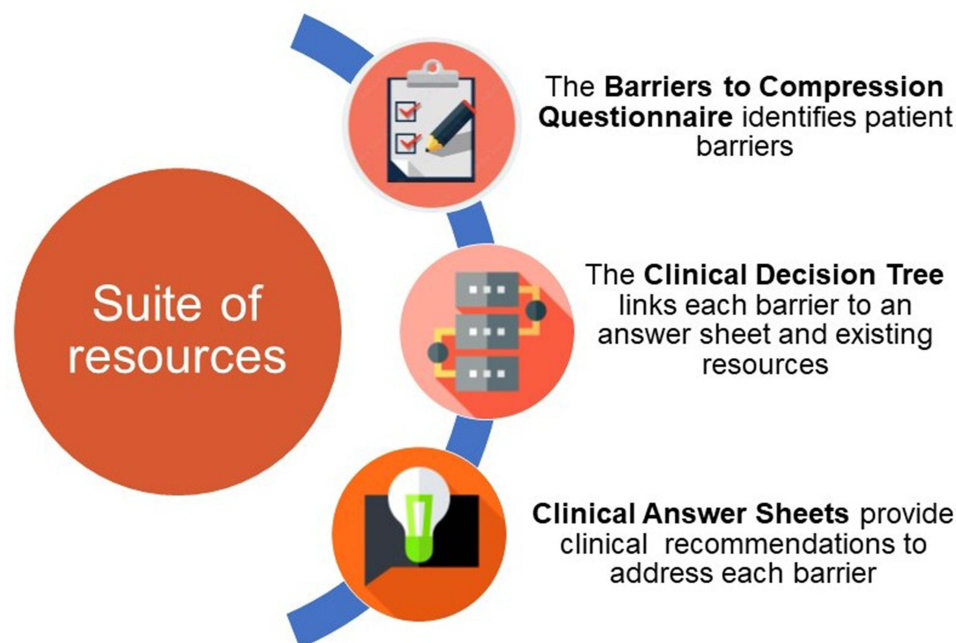 Suite of
resources
The Barriers to Compression
Questionnaire identifies patient
barriers
The Clinical Decision Tree
links each barrier to an
answer sheet and existing
resources
Clinical Answer Sheets provide
clinical recommendations to
address each barrier